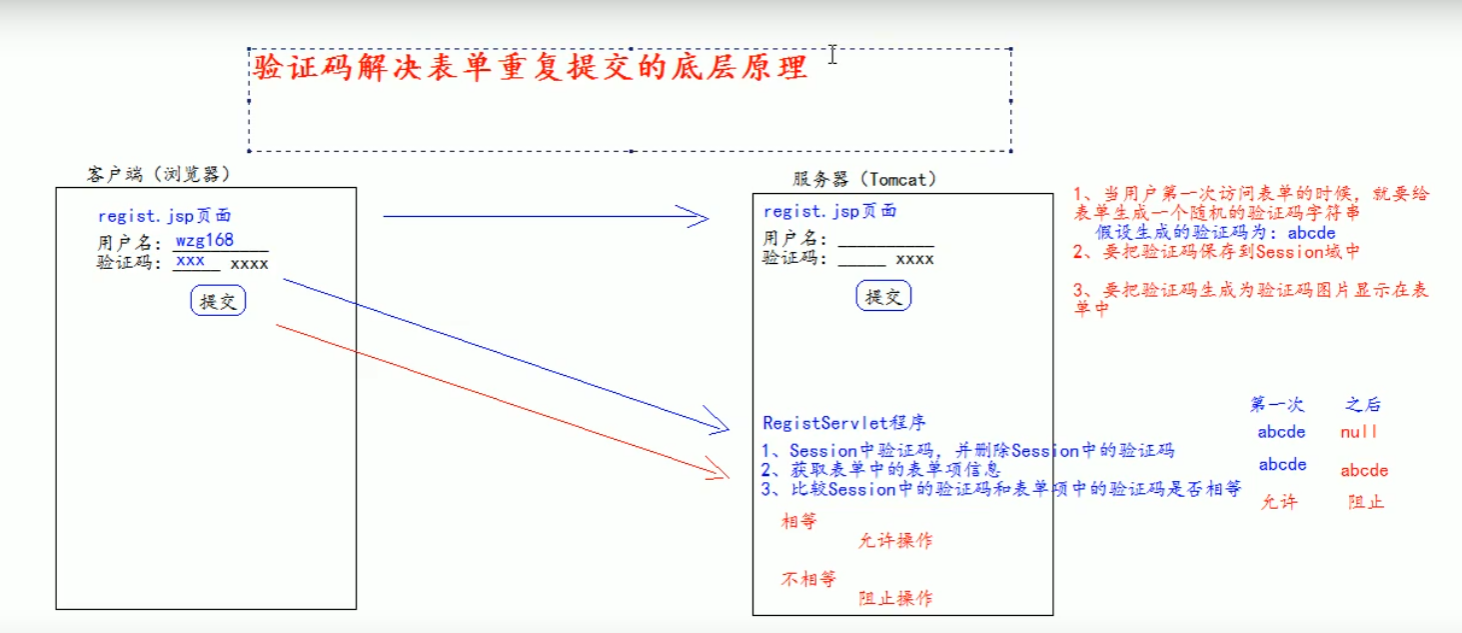 验证码解决表单重复提交的底层原理
客户端（浏览器）
regist.jsp页面
用户名：wzg168
验证码：xxx xxxx
提交
服务器（Tomcat）
regist.jsp页面
用户名：__________
验证码：_____ xxxx
提交
1、当用户第一次访问表单的时候，就要给
表单生成一个随机的验证码字符串
假设生成的验证码为：abcde
2、要把验证码保存到Session域中
3、要把验证码生成为验证码图片显示在表
单中
RegistServlet程序
1、Session中验证码，并删除Session中的验证码
2、获取表单中的表单项信息
3、比较Session中的验证码和表单项中的验证码是否相等
相等
允许操作
不相等
阻止操作
第一次 之后
abcde null
abcde abcde
允许 阻止